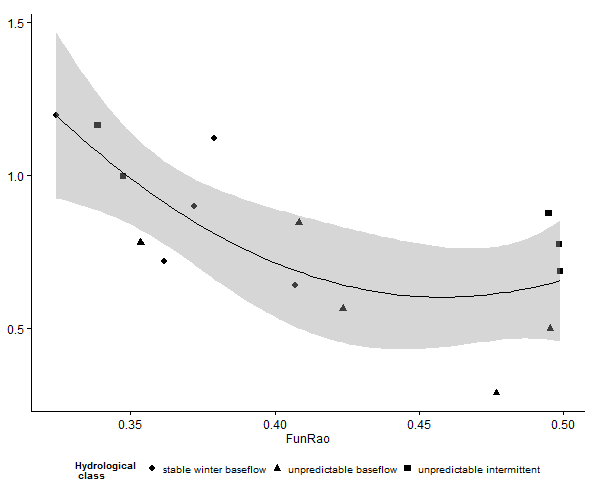 1.5
1.0
0.5
0.35 0.40 0.45 0.50
FunRao
Hydrological
class
stable winter baseflow unpredictable baseflow unpredictable intermittent